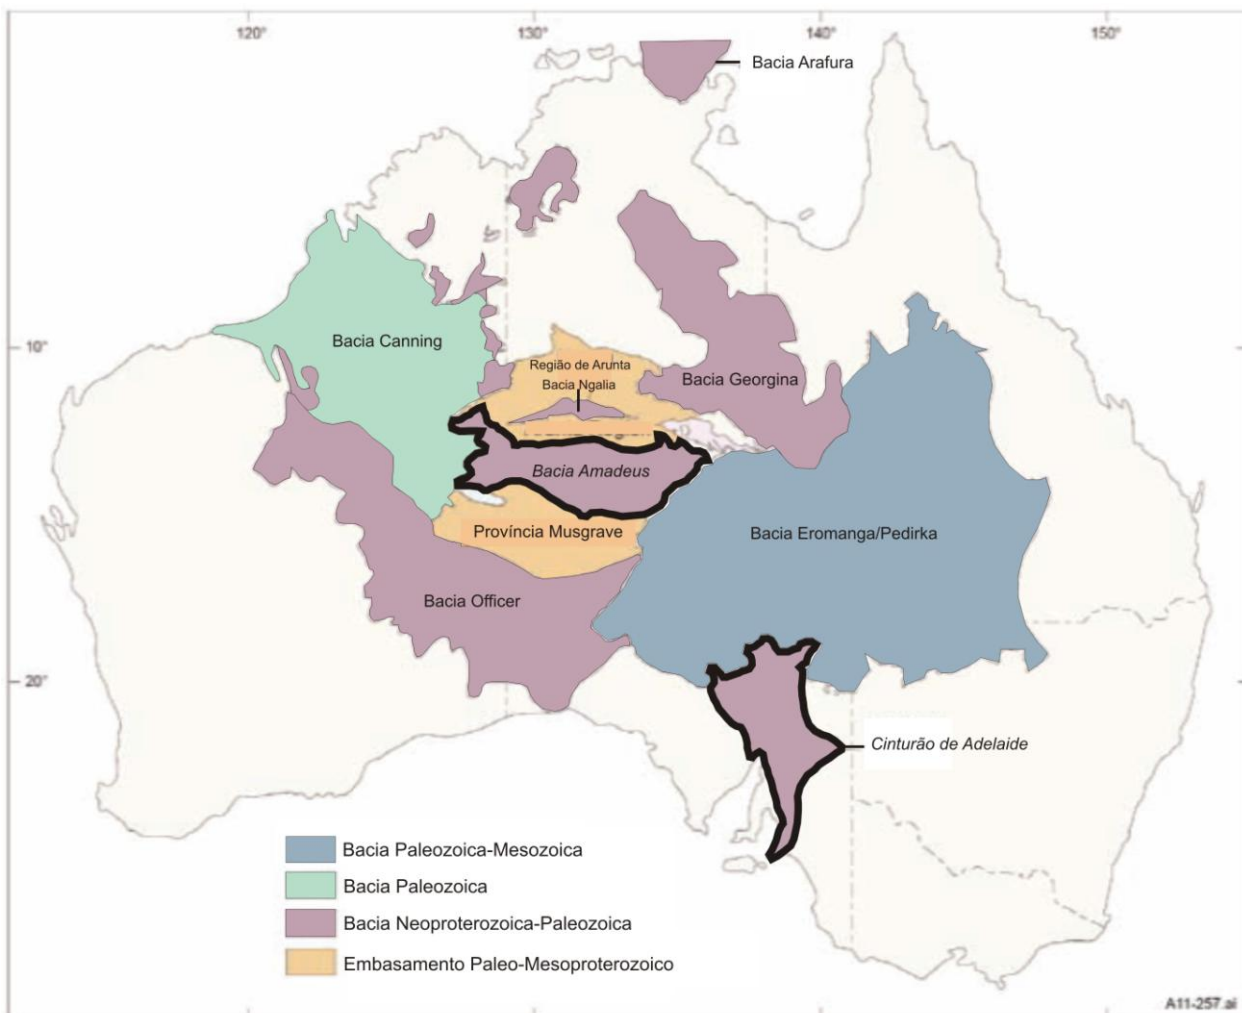 120°
130°
140°
150°
Bacia Arafura
10°
Bacia Canning
Região de Arunta
Bacia Ngalia
Bacia Georgina
Bacia Amadeus
Província Musgrave
Bacia Eromanga/Pedirka
Bacia Officer
20°
Cinturão de Adelaide
Bacia Paleozoica-Mesozoica
Bacia Paleozoica
Bacia Neoproterozoica-Paleozoica
Embasamento Paleo-Mesoproterozoico
A11-257.ai